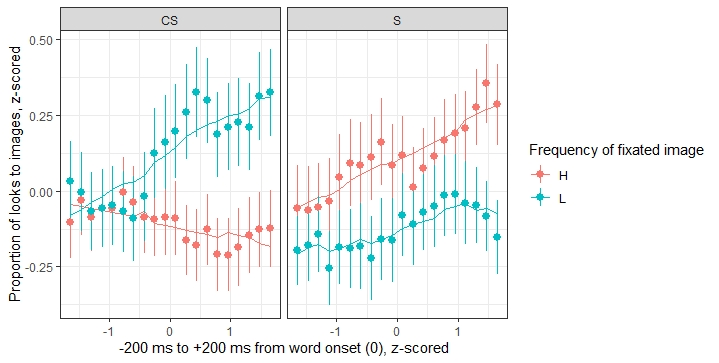 CS
S
0.50
0.25
0.00
-0.25
Proportion of looks to images, z-scored
-1
0
1
-1
0
1
-200 ms to +200 ms from word onset (0), z-scored
Frequency of fixated image
H
L